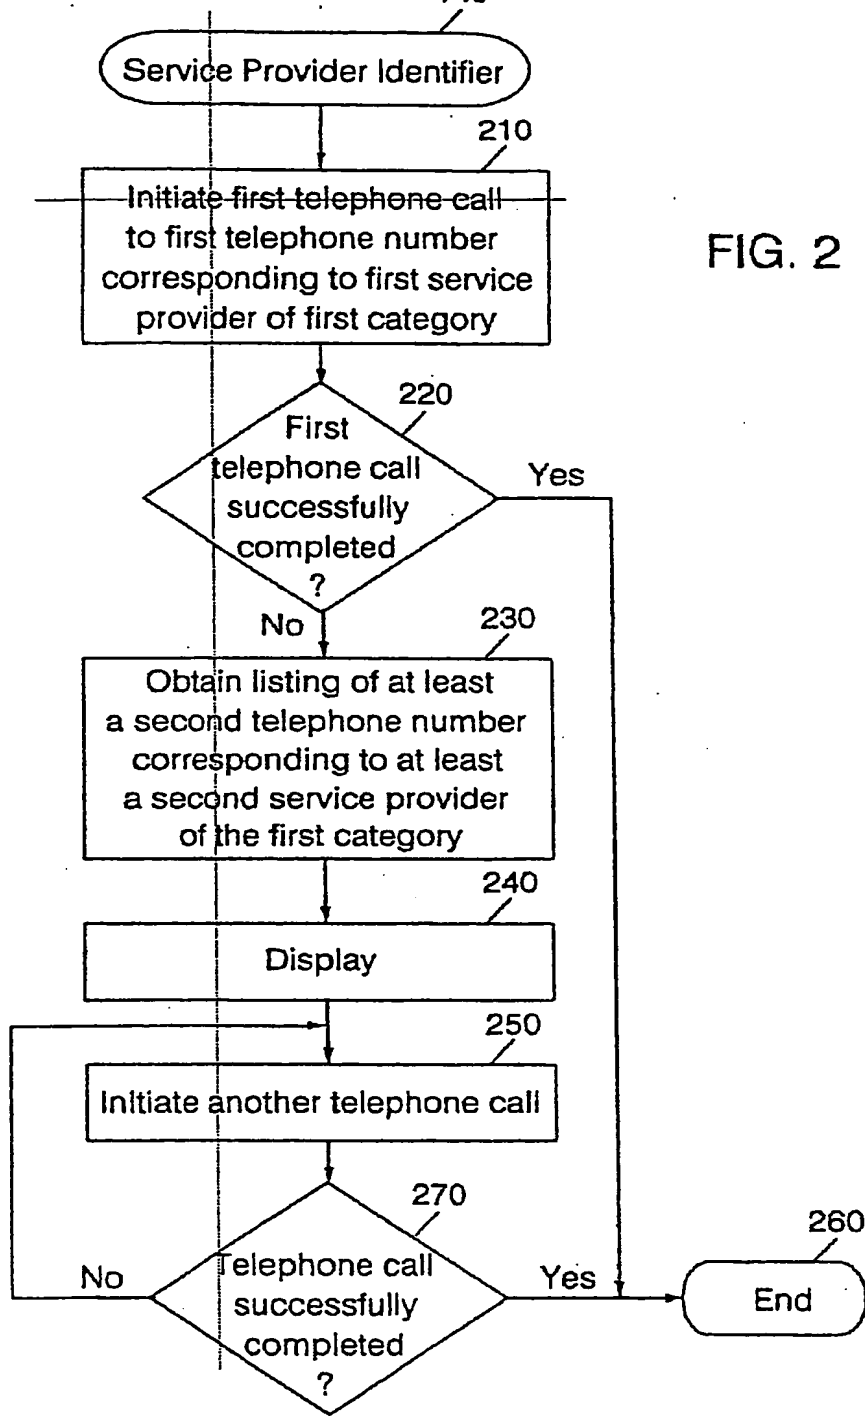 Service Provider Identifier
210
Initiate first telephone call
to first telephone number
corresponding to first service
provider of first category
FIG. 2
220
First
telephone call
successfully
completed
?
Yes
No
230
Obtain listing of at least
a second telephone number
corresponding to at least
a second service provider
of the first category
240
Display
250
Initiate another telephone call
270
Telephone call
successfully
completed
?
No
Yes
260
End